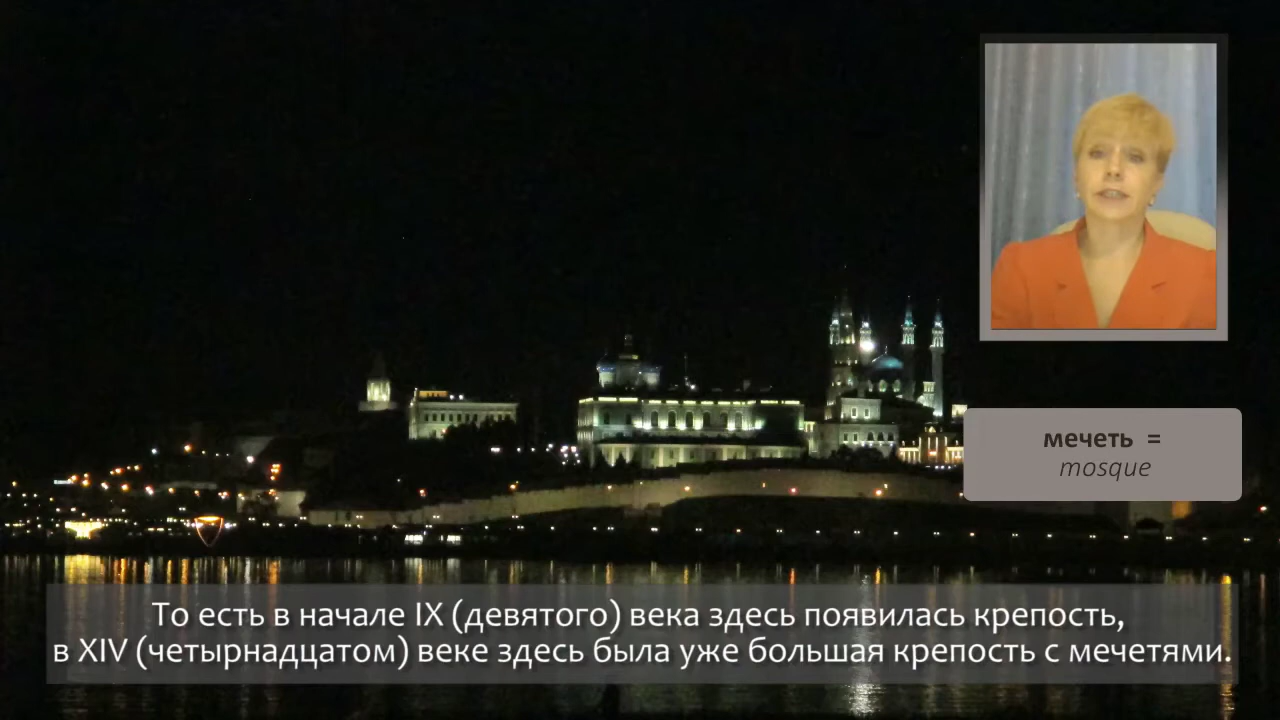 мечеть =
mosque
То есть в начале IX (девятого) века здесь появилась крепость,
в XIV (четырнадцатом) веке здесь была уже большая крепость с мечетями.